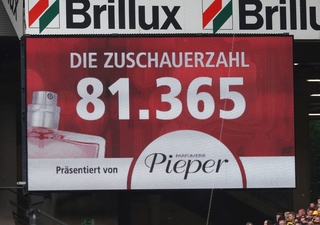 Brillux Brillux
DIE ZUSCHAUERZAHL
81.365
Präsentiert von
PARFÜMERIE
Pieper